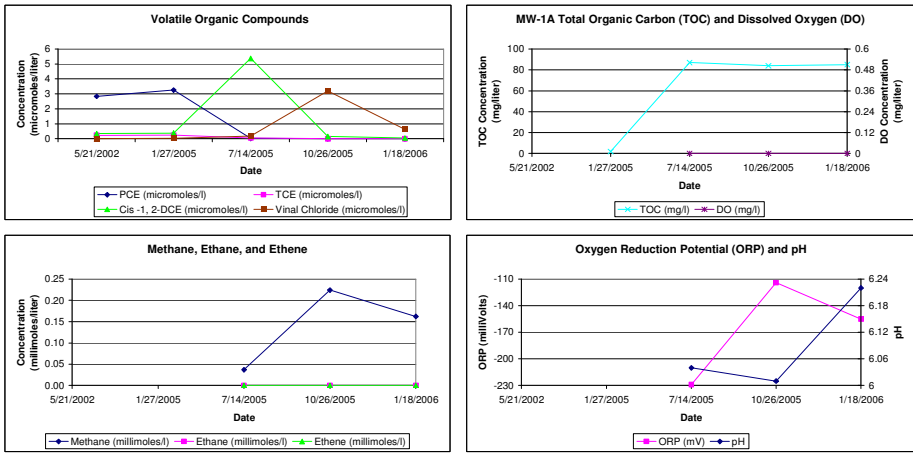 Volatile Organic Compounds
Concentration
(micromoles/liter)
6
5
4
3
2
1
0
5/21/2002 1/27/2005 7/14/2005 10/26/2005 1/18/2006
Date
PCE (micromoles/l) TCE (micromoles/l)
Cis -1, 2-DCE (micromoles/l) Vinal Chloride (micromoles/l)
MW-1A Total Organic Carbon (TOC) and Dissolved Oxygen (DO)
TOC Concentration
(mg/liter)
100
80
60
40
20
0
0.6
0.48
0.36
0.24
0.12
0
DO Concentration
(mg/liter)
5/21/2002 1/27/2005 7/14/2005 10/26/2005 1/18/2006
Date
TOC (mg/l) DO (mg/l)
Methane, Ethane, and Ethene
Concentration
(millimoles/liter)
0.25
0.20
0.15
0.10
0.05
0.00
5/21/2002 1/27/2005 7/14/2005 10/26/2005 1/18/2006
Date
Methane (millimoles/l) Ethane (millimoles/l) Ethene (millimoles/l)
Oxygen Reduction Potential (ORP) and pH
ORP (milliVolts)
-110
-140
-170
-200
-230
6.24
6.18
6.12
6.06
6
pH
5/21/2002 1/27/2005 7/14/2005 10/26/2005 1/18/2006
Date
ORP (mV) pH